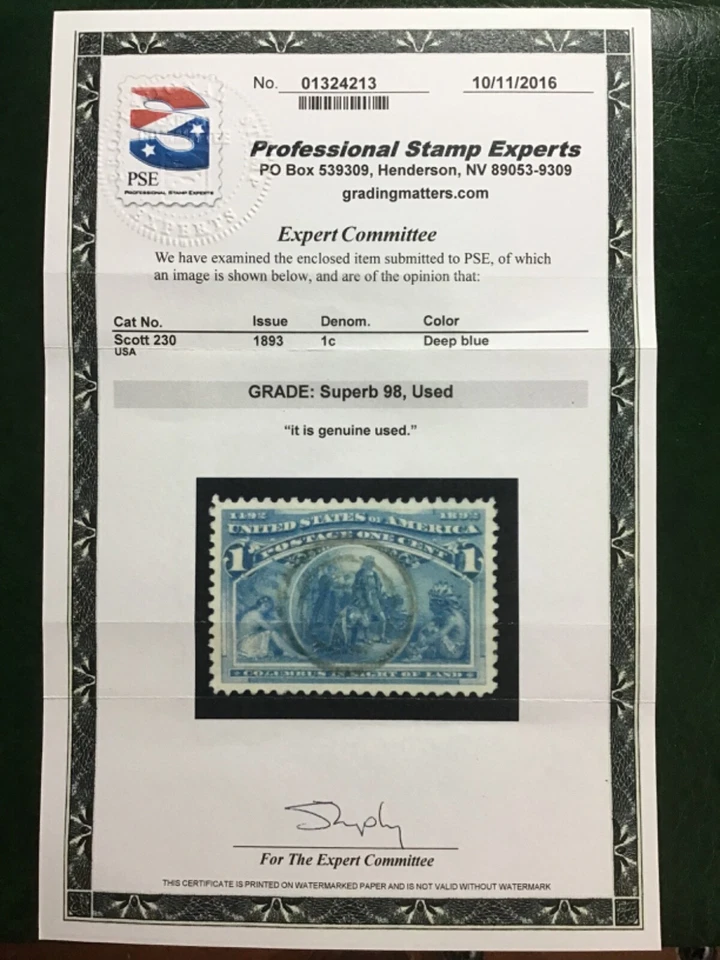 No. 01324213
10/11/2016
PSE
PROFESSIONAL STAMP EXPERTS
EXPERTS
Professional Stamp Experts
PO Box 539309, Henderson, NV 89053-9309
gradingmatters.com
Expert Committee
We have examined the enclosed item submitted to PSE, of which
an image is shown below, and are of the opinion that:
Cat No. Issue Denom. Color
Scott 230 1893 1c Deep blue
USA
GRADE: Superb 98, Used
“it is genuine used.”
1492 1892
UNITED STATES OF AMERICA
POSTAGE ONE CENT
1 1
COLUMBUS IN SIGHT OF LAND
For The Expert Committee
THIS CERTIFICATE IS PRINTED ON WATERMARKED PAPER AND IS NOT VALID WITHOUT WATERMARK